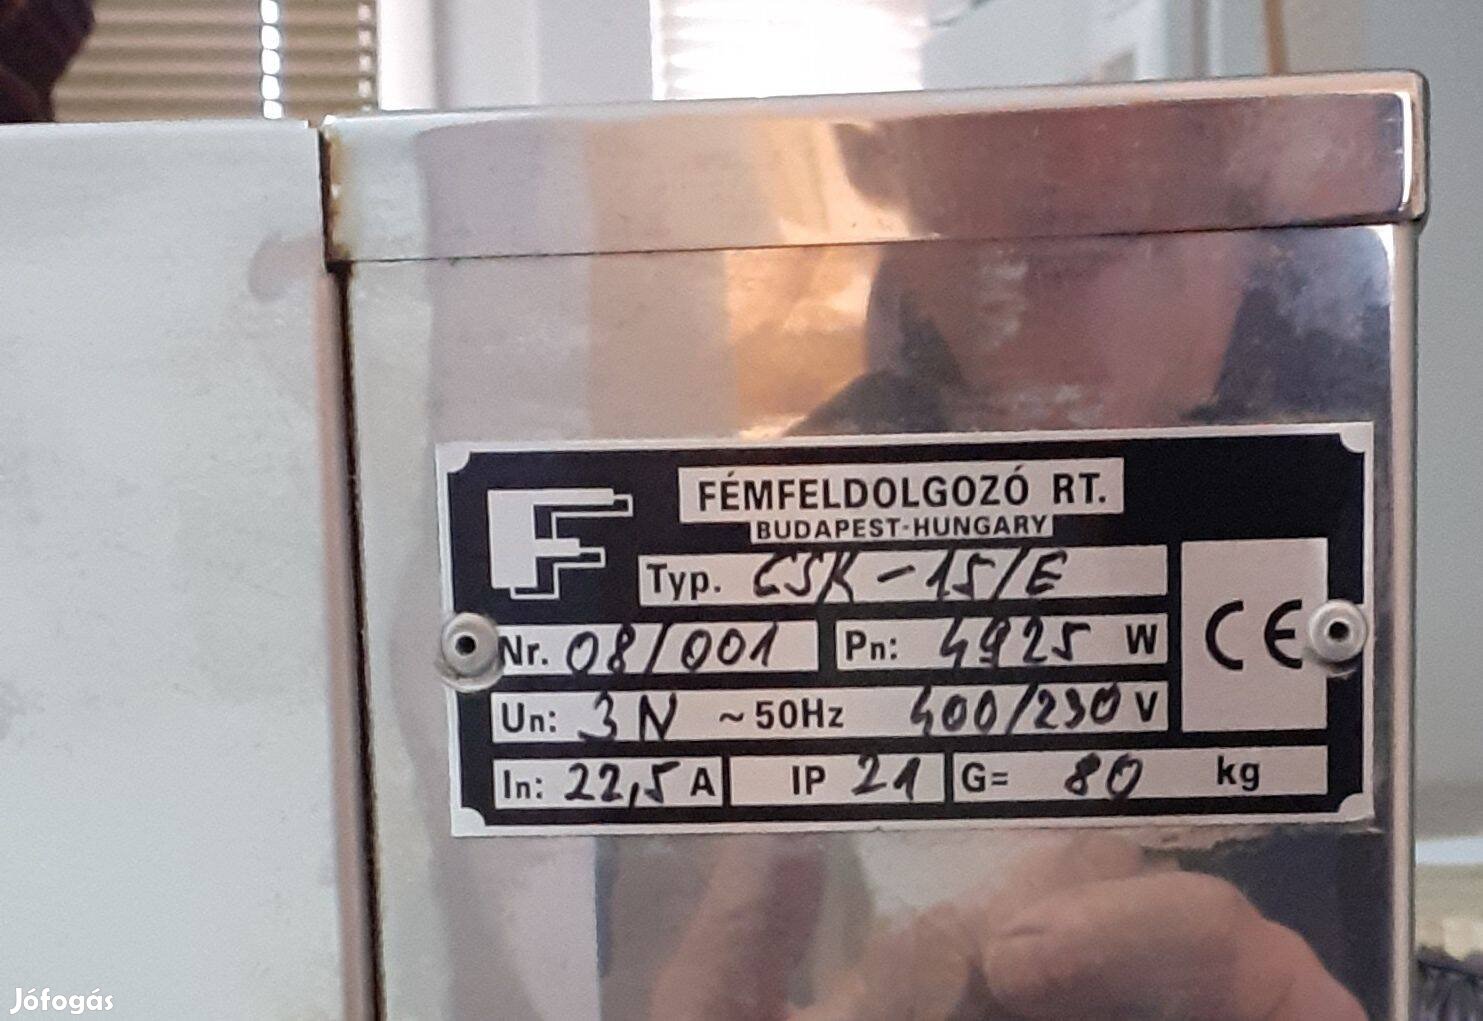 FÉMFELDOLGOZÓ RT.
BUDAPEST-HUNGARY
Typ. CSK-15/E
Nr. 08/001 Pn: 4925 W
Un: 3N ~50Hz 400/230 V
In: 22,5 A IP 21 G= 80 kg
CE
Jófogás